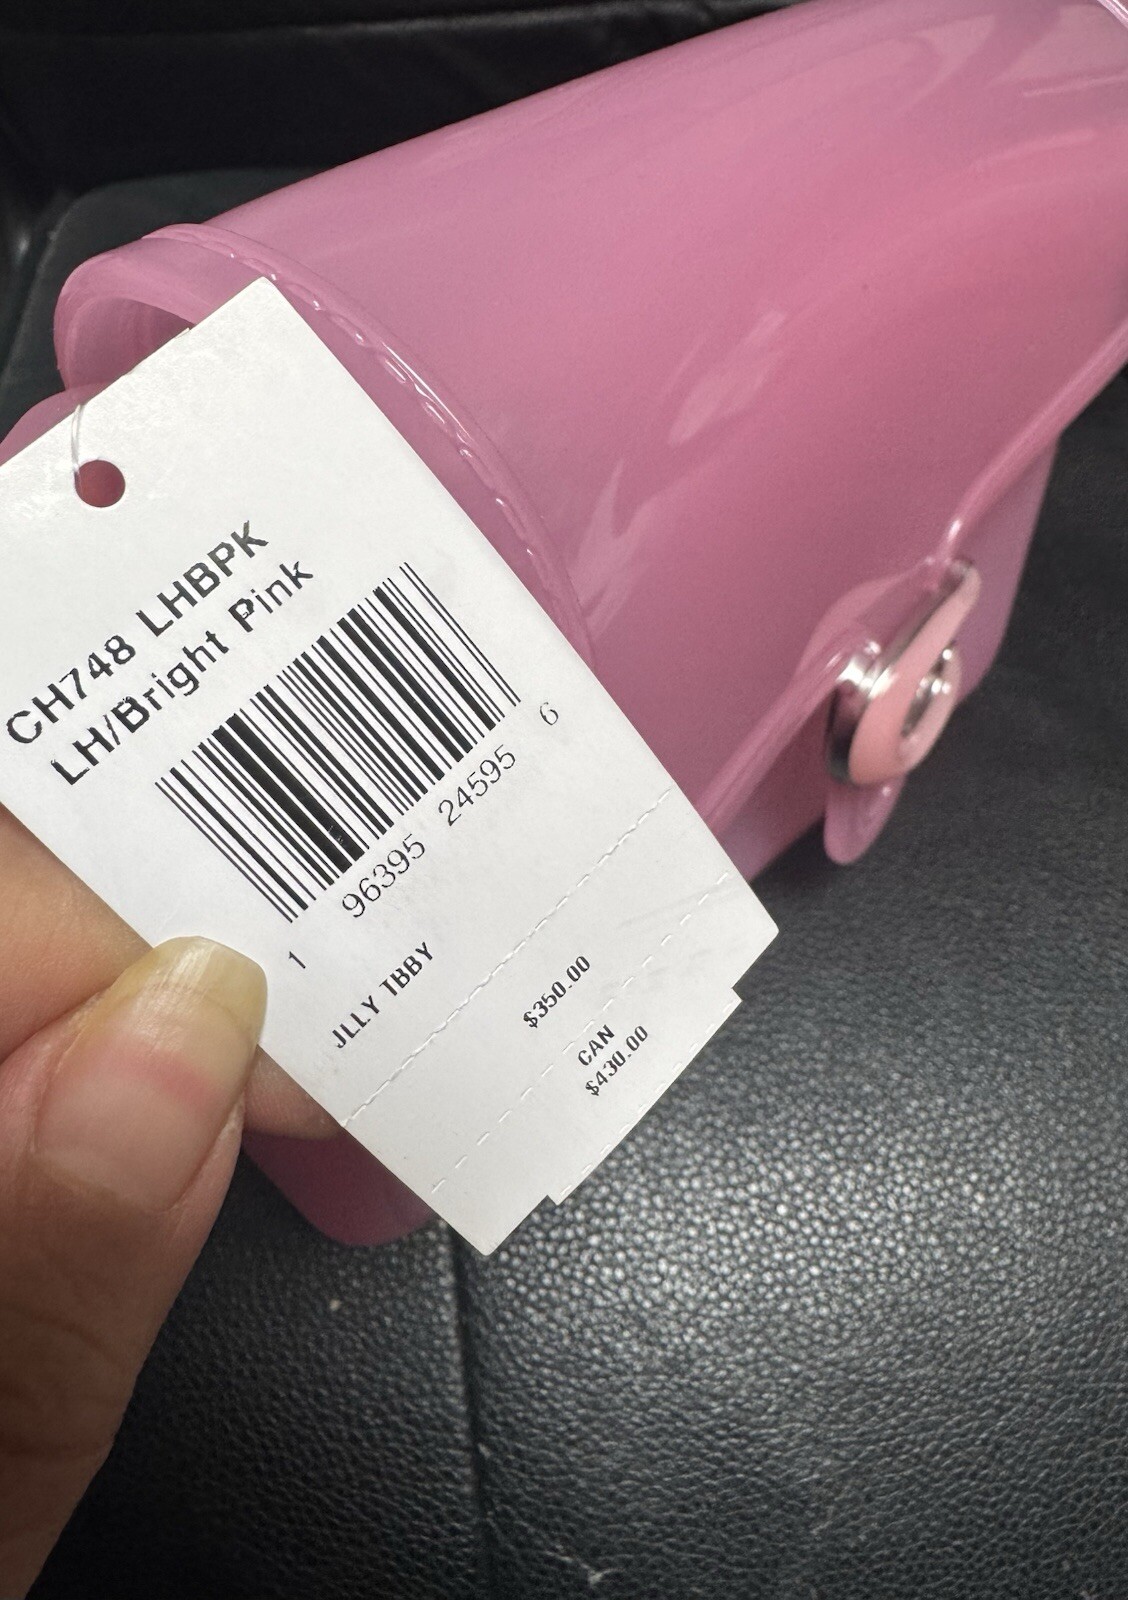 CH748 LHBPK
LH/Bright Pink
1 96395 24595 6
JLLY TBBY
$350.00
CAN
$430.00